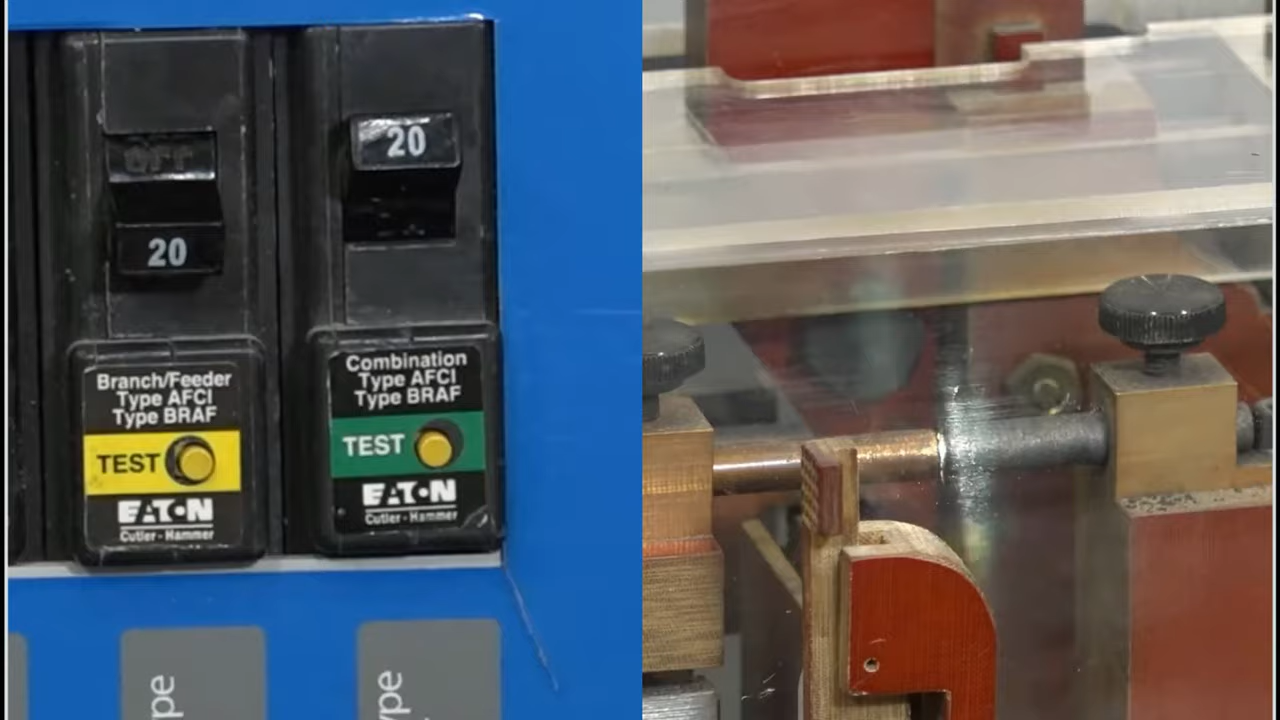 OFF
20
Branch/Feeder
Type AFCI
Type BRAF
TEST
EATON
Cutler-Hammer
20
Combination
Type AFCI
Type BRAF
TEST
EATON
Cutler-Hammer
ype
ype